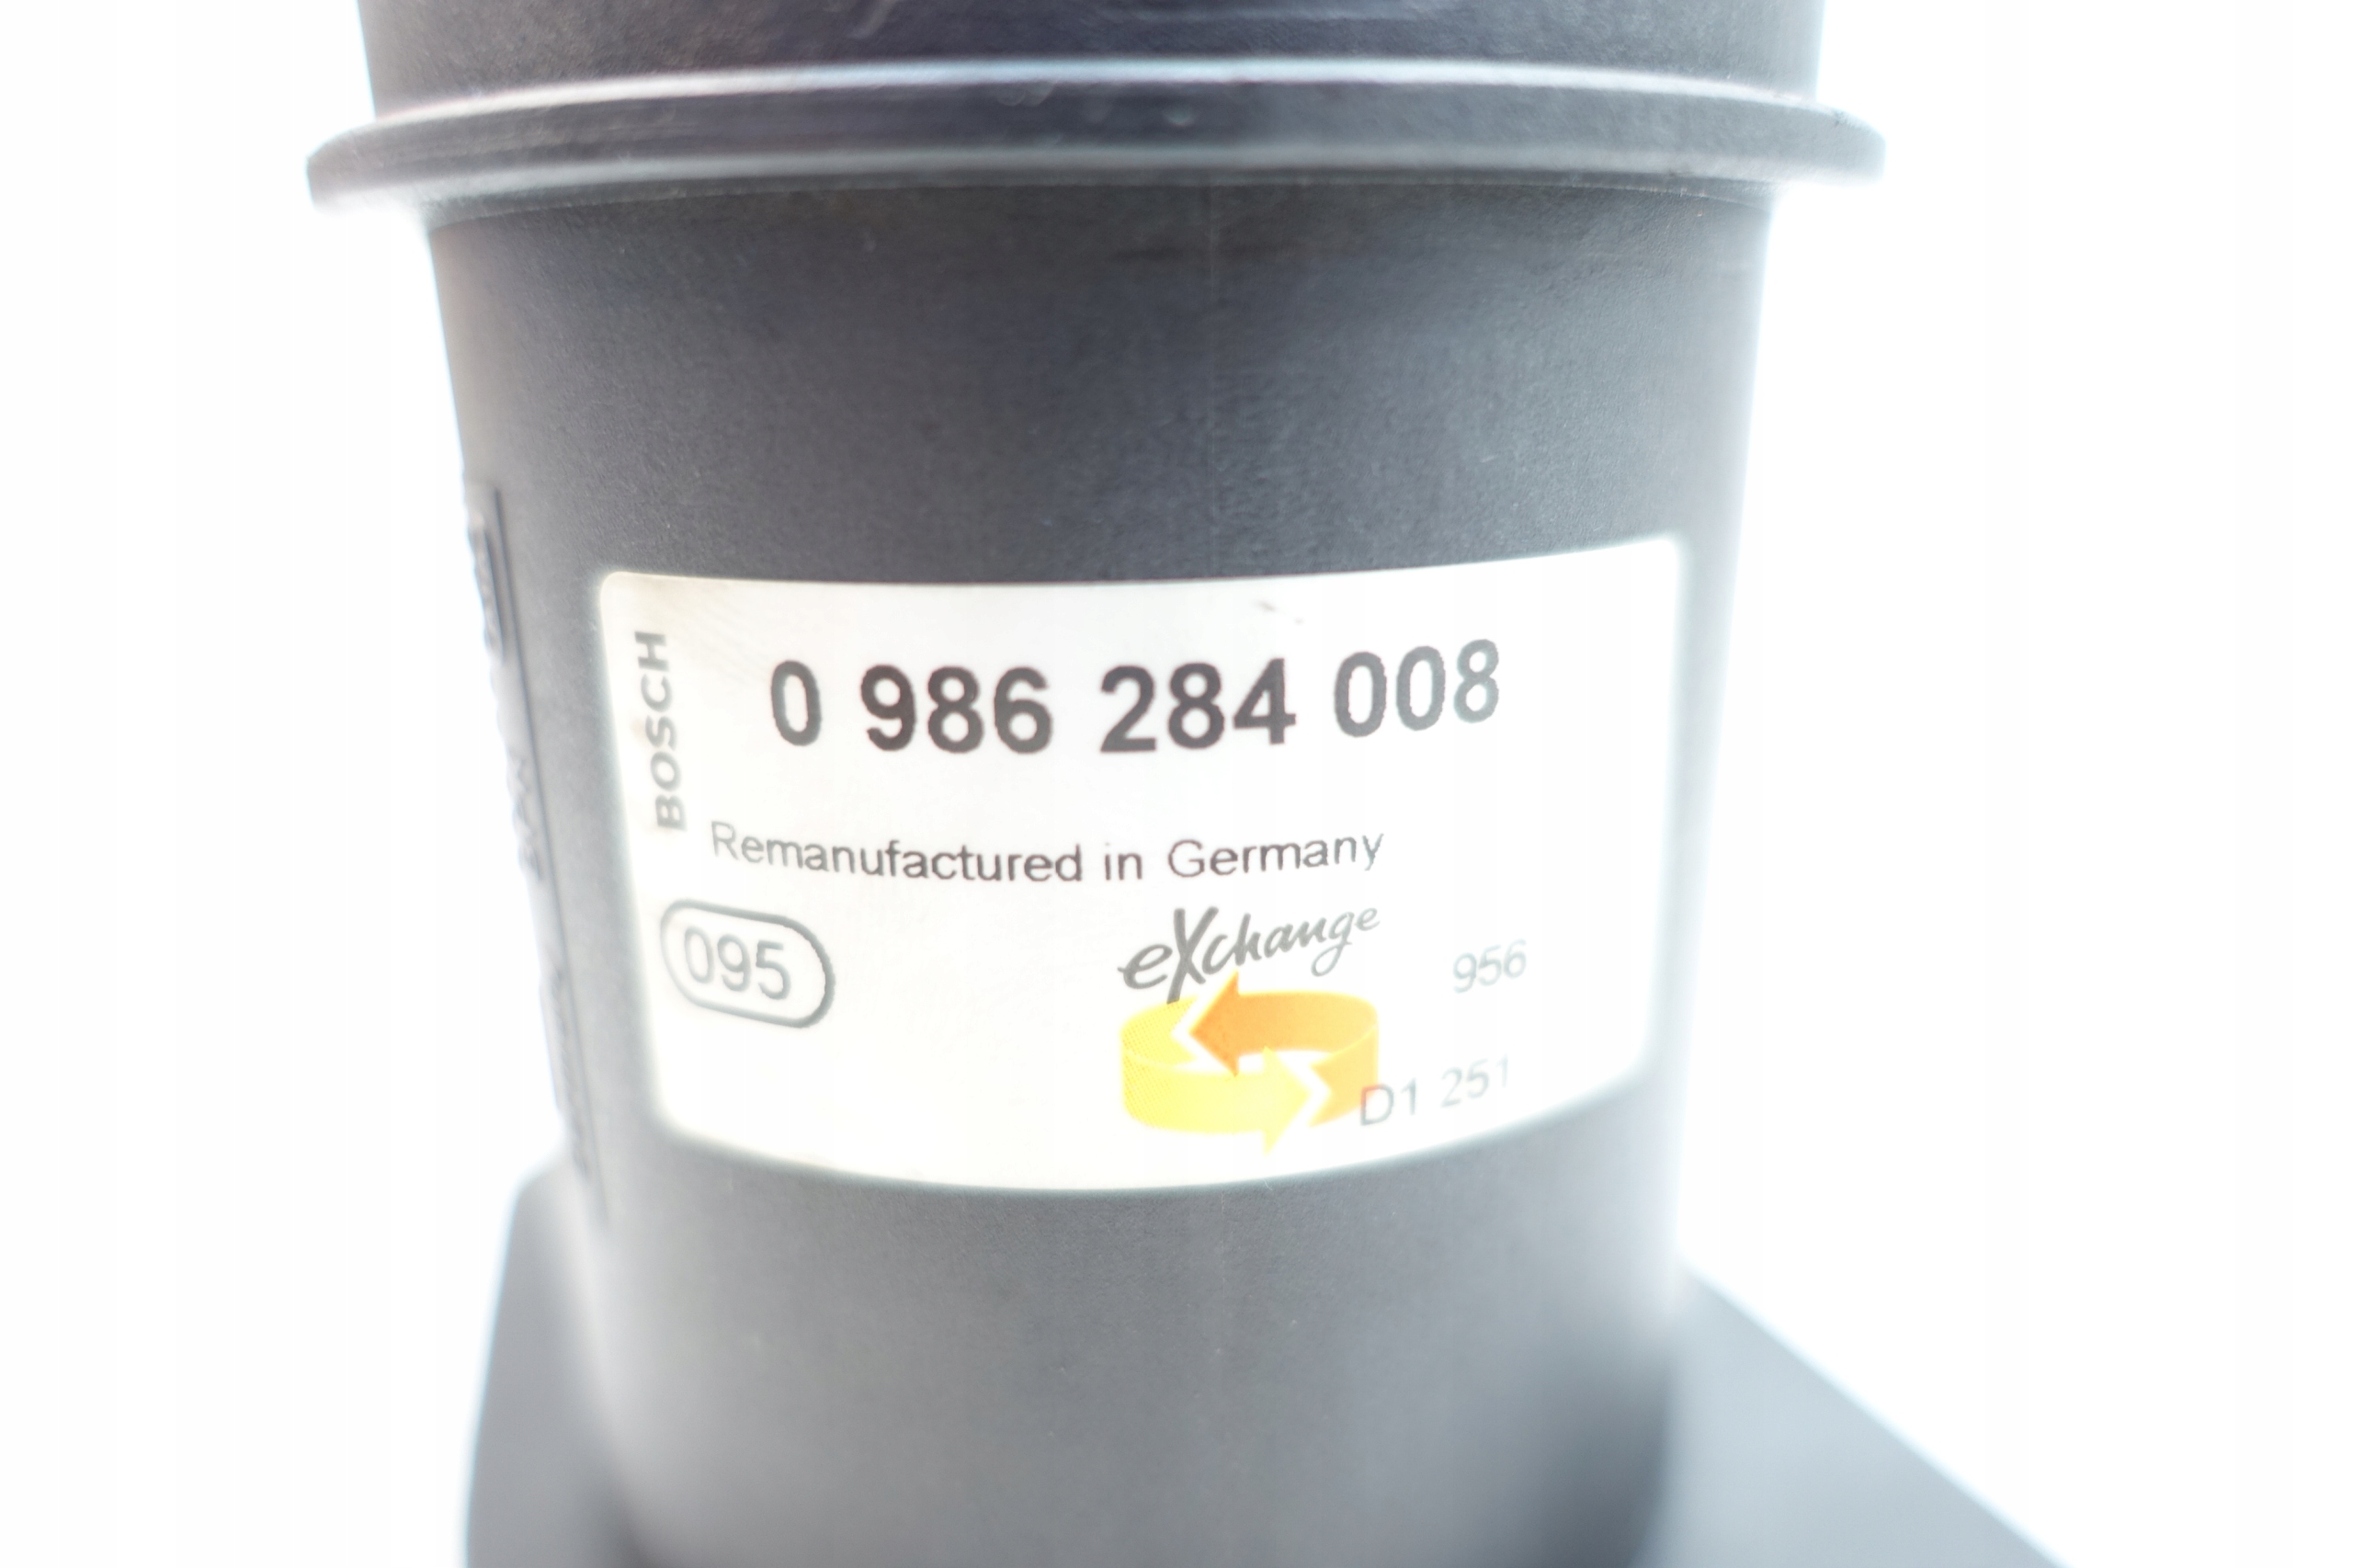 BOSCH
0 986 284 008
Remanufactured in Germany
095
eXchange
956
D1 251